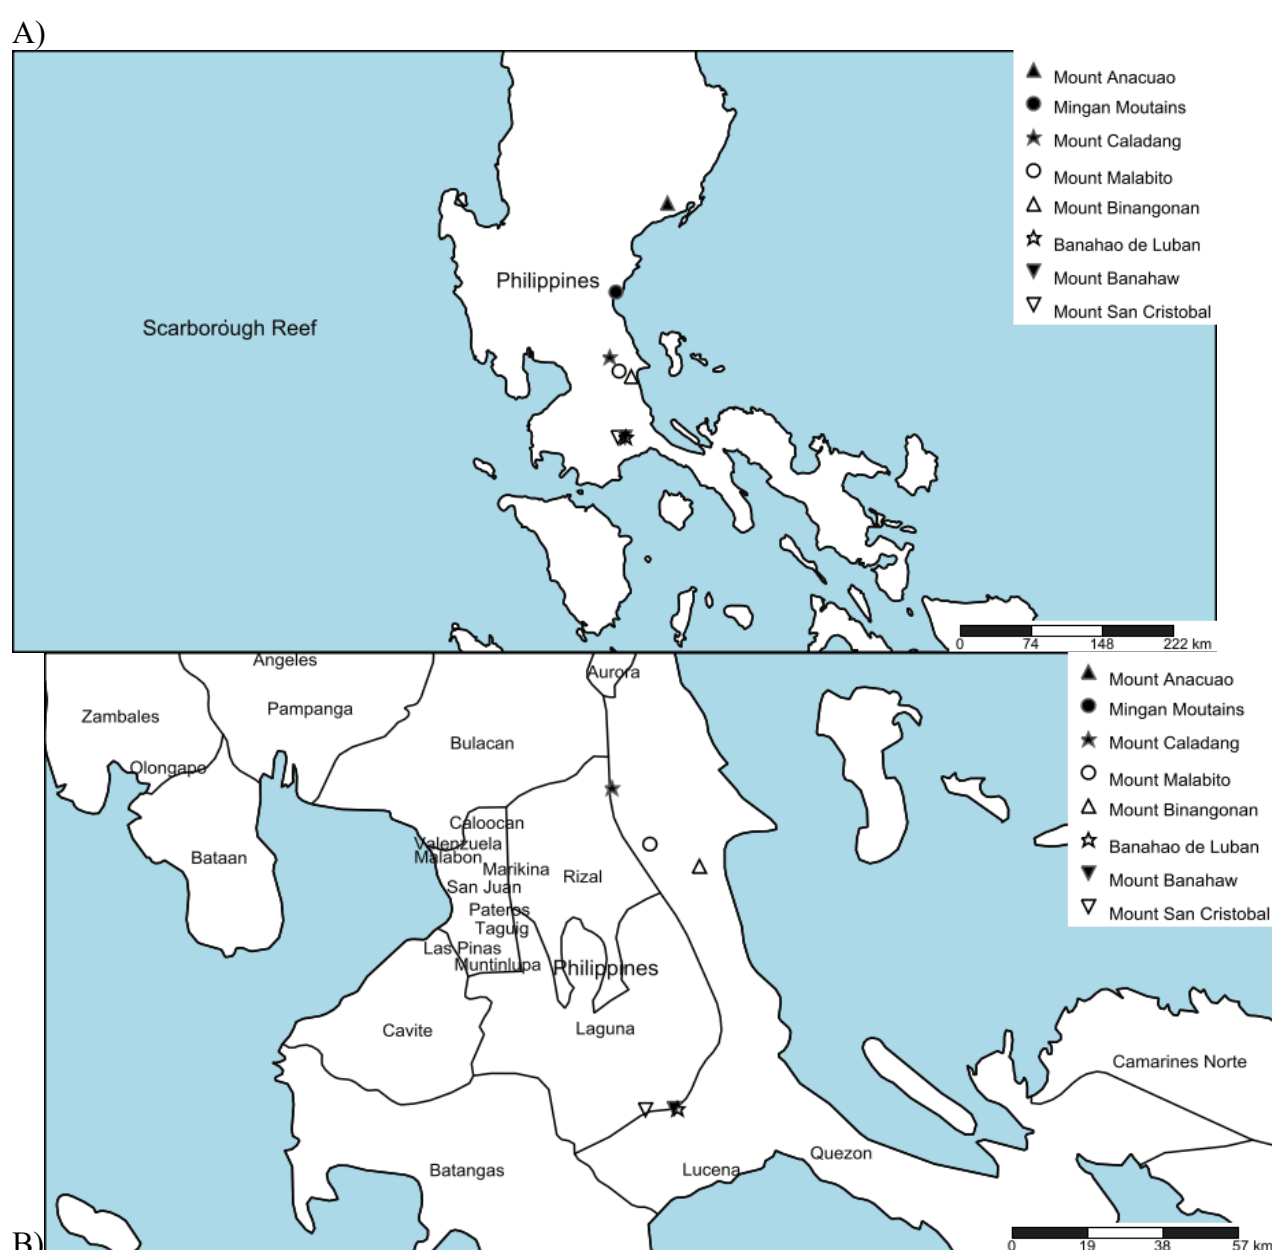 A)
Mount Anacuao
Mingan Moutains
Mount Caladang
Mount Malabito
Mount Binangonan
Banahao de Luban
Mount Banahaw
Mount San Cristobal
Philippines
Scarborough Reef
0 74 148 222 km
Angeles
Aurora
Zambales
Pampanga
Bulacan
Olongapo
Mount Anacuao
Mingan Moutains
Mount Caladang
Mount Malabito
Mount Binangonan
Banahao de Luban
Mount Banahaw
Mount San Cristobal
Caloocan
Valenzuela
Malabon
Bataan
Marikina
Rizal
San Juan
Pateros
Taguig
Las Pinas
Muntinlupa
Philippines
Cavite
Laguna
Camarines Norte
Batangas
Lucena
Quezon
B)
0 19 38 57 km